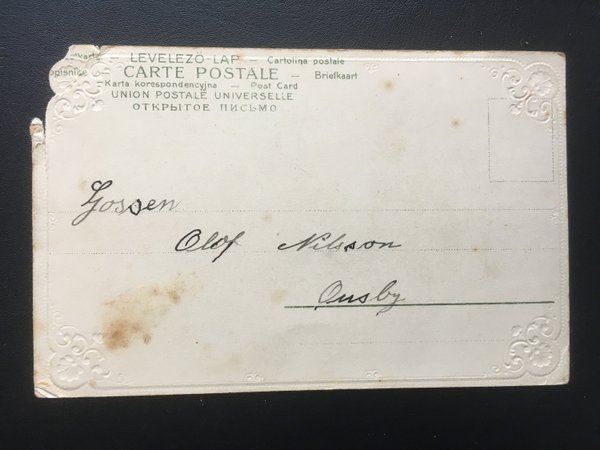 LEVELEZŐ-LAP – Cartolina postale
opisnice CARTE POSTALE – Briefkaart
Karta korespondencyjna – Post Card
UNION POSTALE UNIVERSELLE
ОТКРЫТОЕ ПИСЬМО
Gossen
Olof Nilsson
Ousby